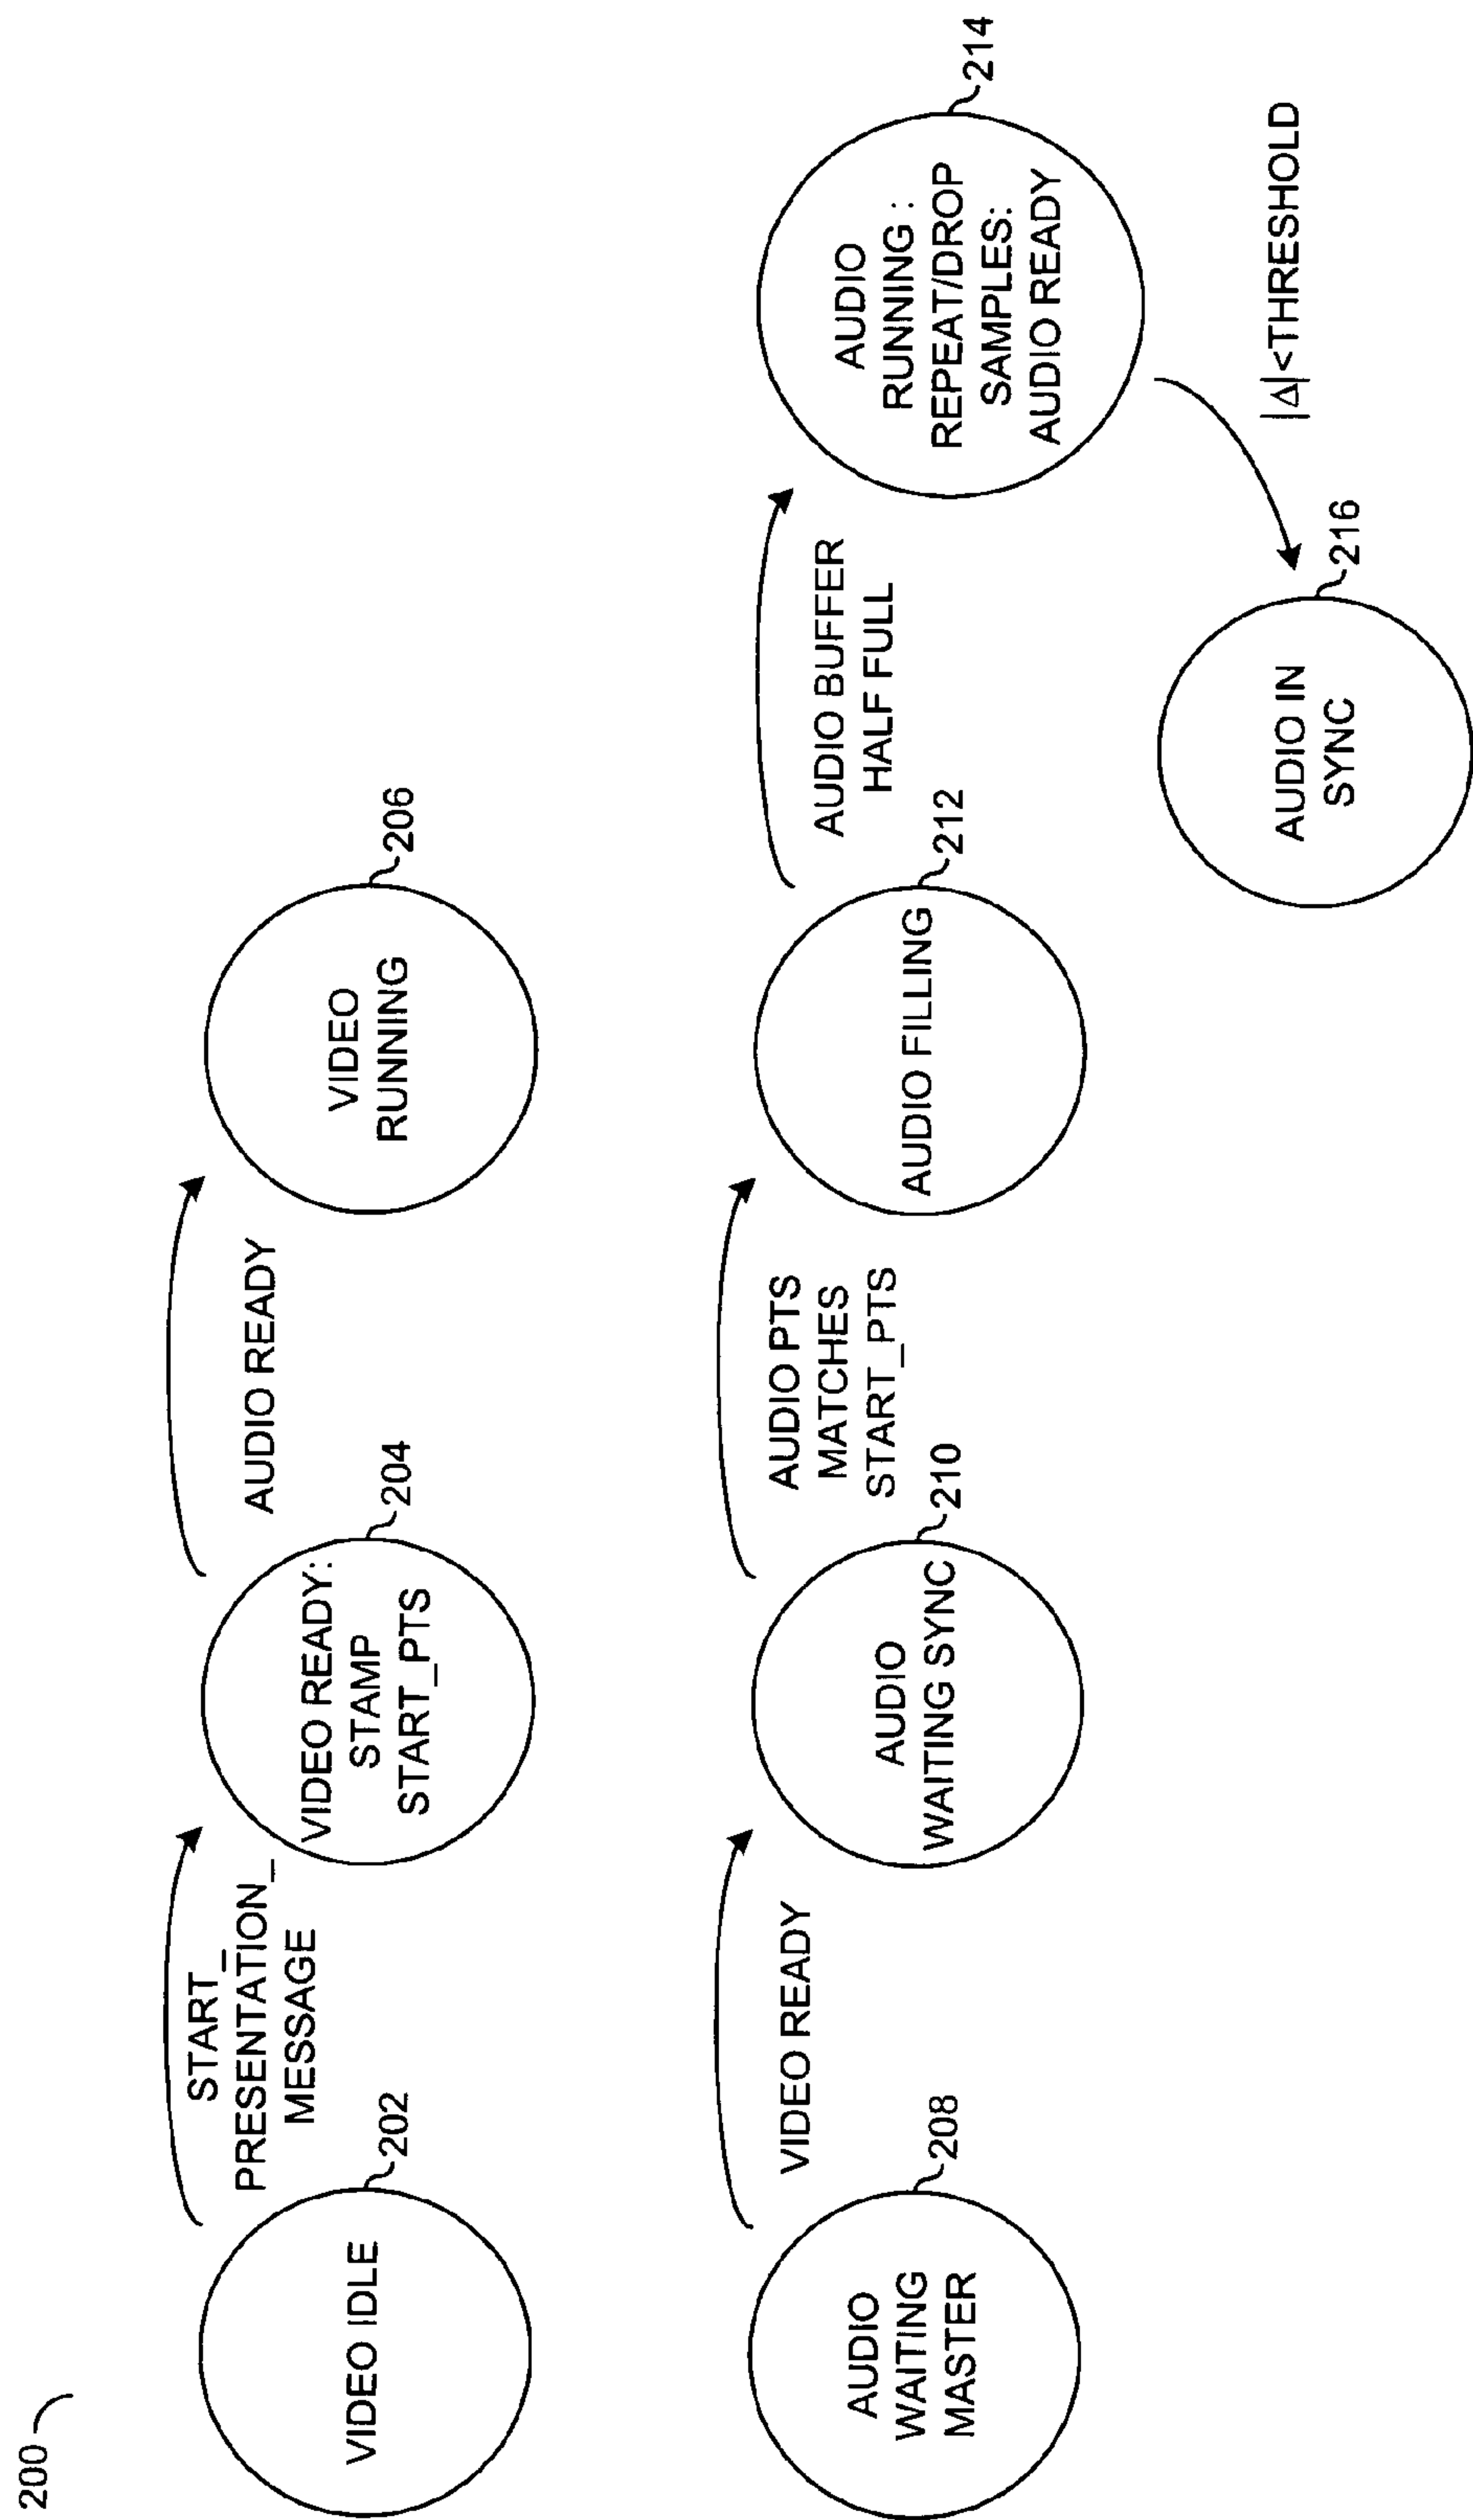 200
VIDEO IDLE
202
START_
PRESENTATION_
MESSAGE
VIDEO READY:
STAMP
START_PTS
204
AUDIO READY
VIDEO
RUNNING
206
AUDIO
WAITING
MASTER
208
VIDEO READY
AUDIO
WAITING SYNC
210
AUDIO PTS
MATCHES
START_PTS
AUDIO FILLING
212
AUDIO BUFFER
HALF FULL
AUDIO
RUNNING :
REPEAT/DROP
SAMPLES:
AUDIO READY
214
|Δ|<THRESHOLD
AUDIO IN
SYNC
216